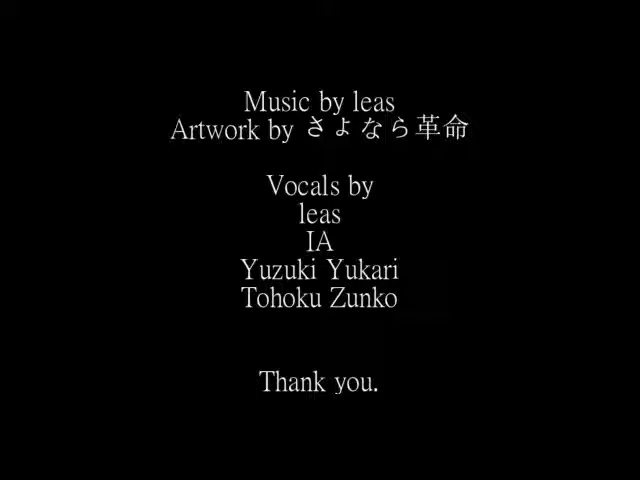 Music by leas
Artwork by さよなら革命
Vocals by
leas
IA
Yuzuki Yukari
Tohoku Zunko
Thank you.